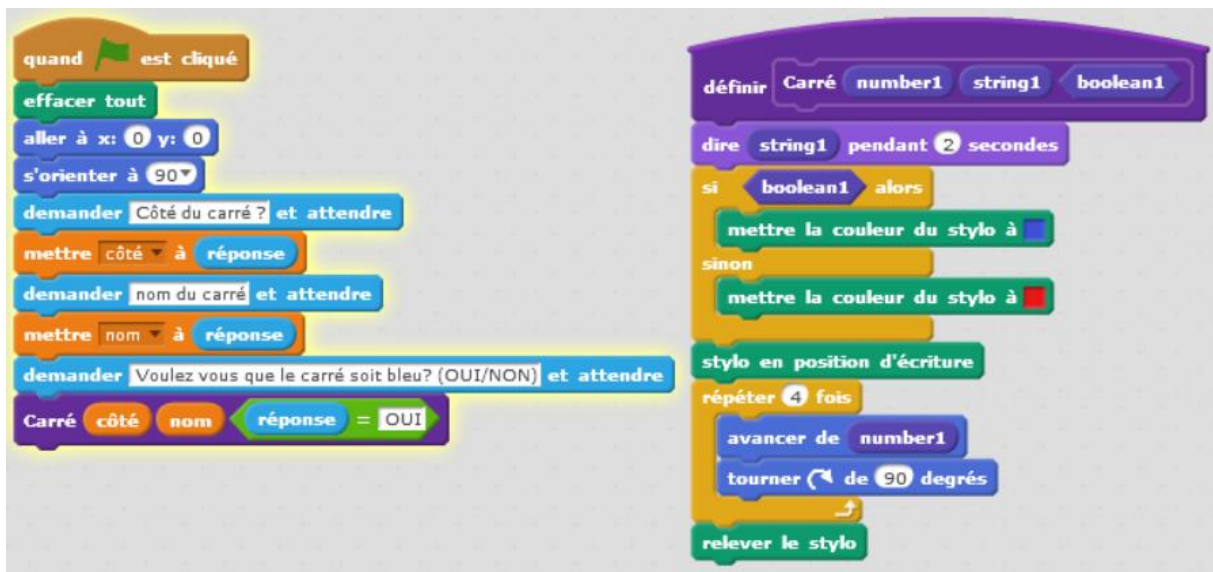 quand est cliqué
effacer tout
aller à x: 0 y: 0
s'orienter à 90
demander Côté du carré ? et attendre
mettre côté à réponse
demander nom du carré et attendre
mettre nom à réponse
demander Voulez vous que le carré soit bleu? (OUI/NON) et attendre
Carré côté nom réponse = OUI
définir Carré number1 string1 boolean1
dire string1 pendant 2 secondes
si boolean1 alors
mettre la couleur du stylo à
sinon
mettre la couleur du stylo à
stylo en position d'écriture
répéter 4 fois
avancer de number1
tourner de 90 degrés
relever le stylo